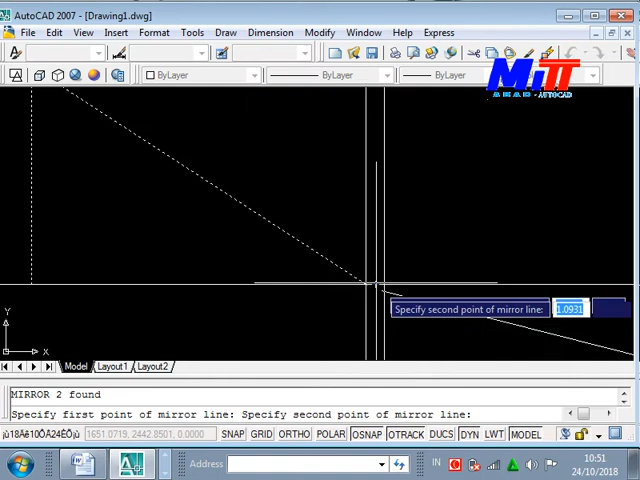 AutoCAD 2007 - [Drawing1.dwg]
File Edit View Insert Format Tools Draw Dimension Modify Window Help Express
ByLayer ByLayer ByLayer
Specify second point of mirror line: 1.0931
Y
X
Model Layout1 Layout2
MIRROR 2 found
Specify first point of mirror line: Specify second point of mirror line:
1651.0719, 2442.8501, 0.0000 SNAP GRID ORTHO POLAR OSNAP OTRACK DUCS DYN LWT MODEL
Address IN 10:51
24/10/2018